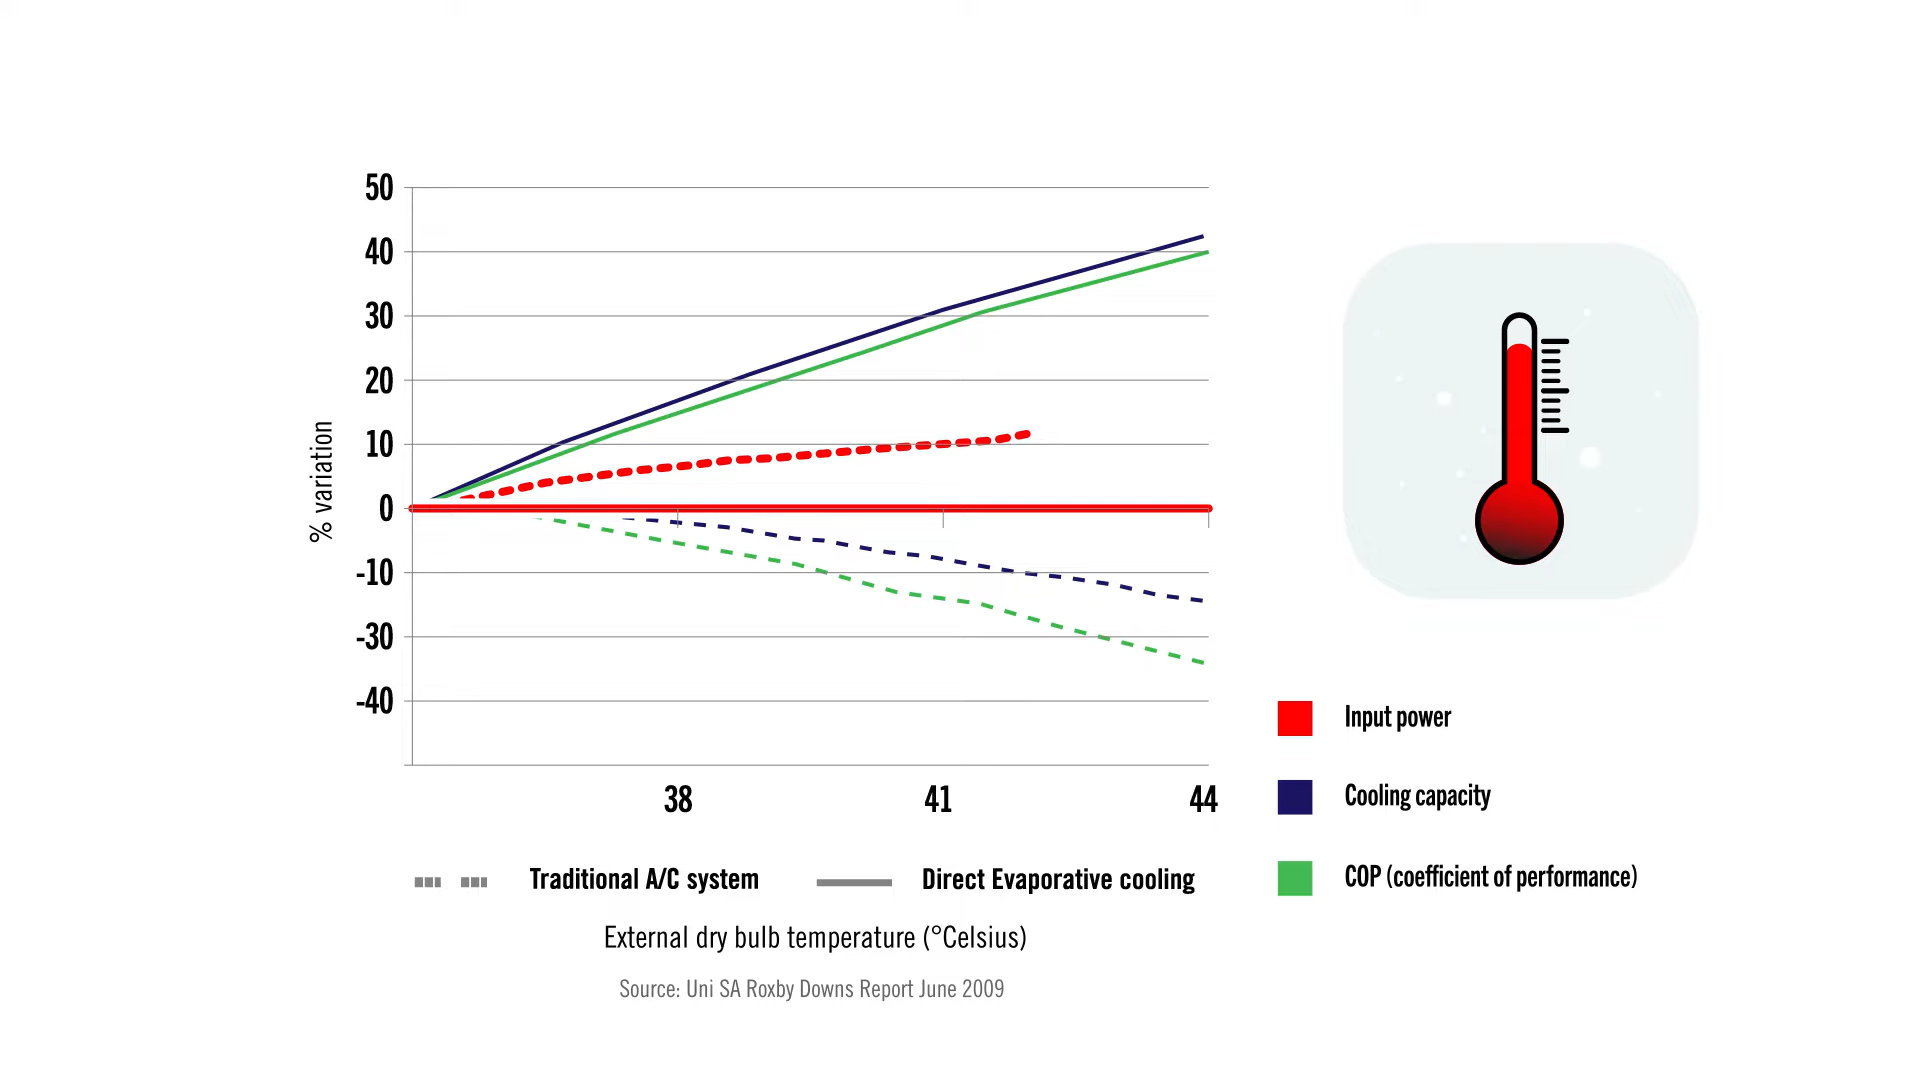 50
40
30
20
10
0
-10
-30
-40
% variation
38 41 44
Traditional A/C system Direct Evaporative cooling
External dry bulb temperature (°Celsius)
Source: Uni SA Roxby Downs Report June 2009
Input power
Cooling capacity
COP (coefficient of performance)